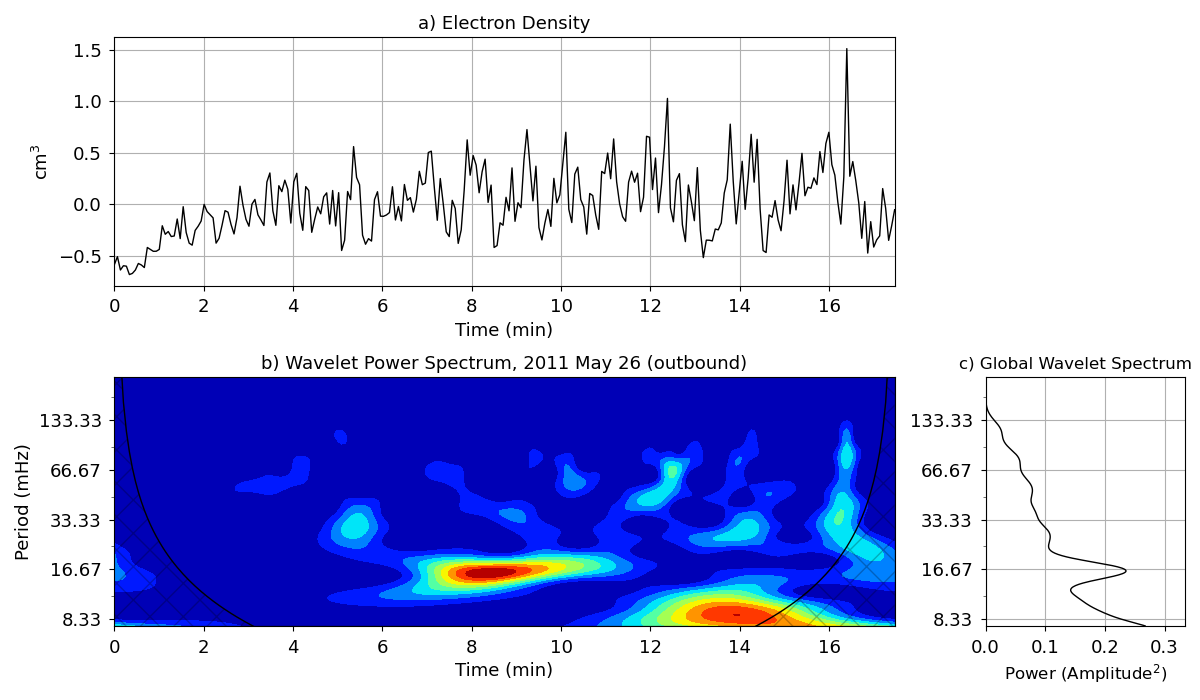 a) Electron Density
1.5
1.0
0.5
0.0
−0.5
cm³
0 2 4 6 8 10 12 14 16
Time (min)
b) Wavelet Power Spectrum, 2011 May 26 (outbound)
133.33
66.67
33.33
16.67
8.33
Period (mHz)
0 2 4 6 8 10 12 14 16
Time (min)
c) Global Wavelet Spectrum
133.33
66.67
33.33
16.67
8.33
0.0 0.1 0.2 0.3
Power (Amplitude²)